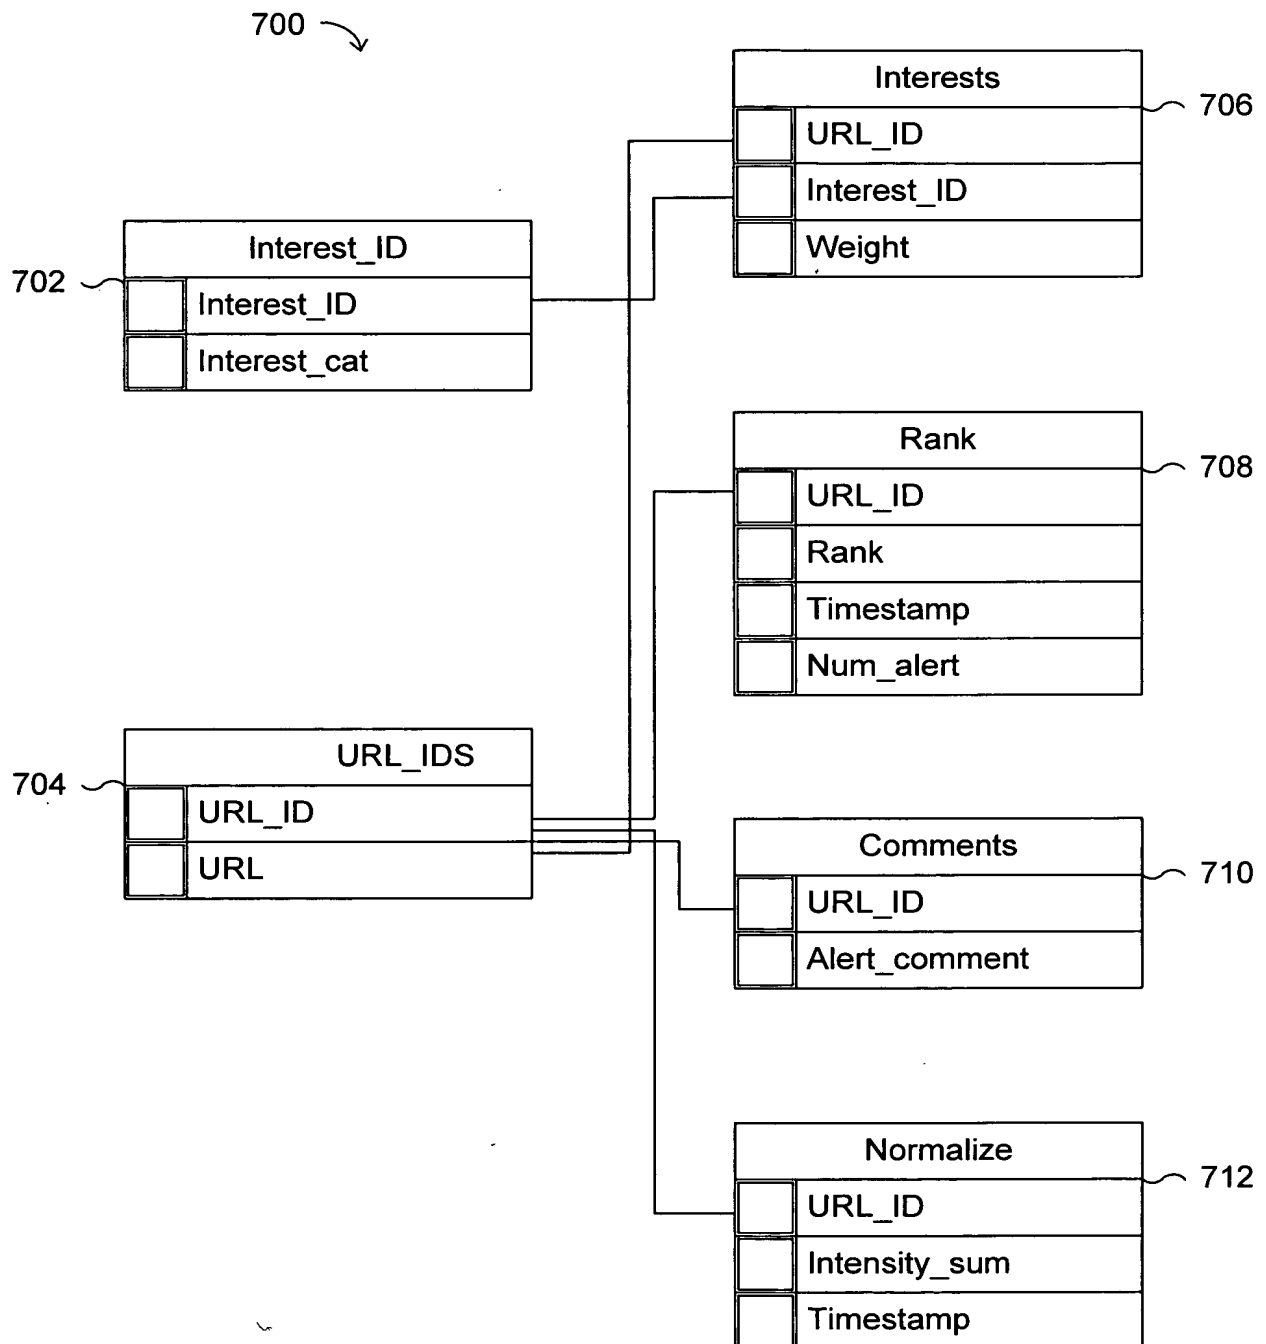 700
Interests
706
URL_ID
Interest_ID
Weight
Interest_ID
702
Interest_ID
Interest_cat
Rank
708
URL_ID
Rank
Timestamp
Num_alert
URL_IDS
704
URL_ID
URL
Comments
710
URL_ID
Alert_comment
Normalize
712
URL_ID
Intensity_sum
Timestamp